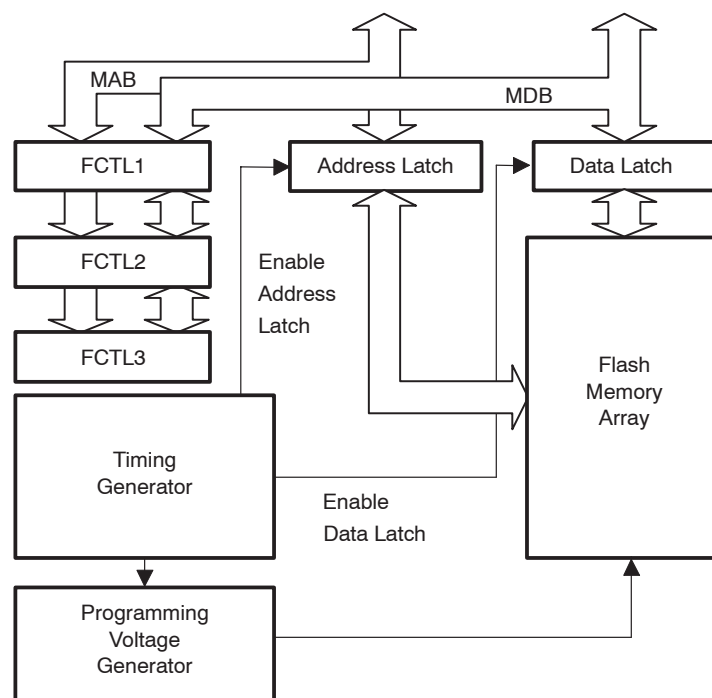 MAB
MDB
FCTL1
Address Latch
Data Latch
FCTL2
Enable
Address
Latch
FCTL3
Flash
Memory
Array
Timing
Generator
Enable
Data Latch
Programming
Voltage
Generator